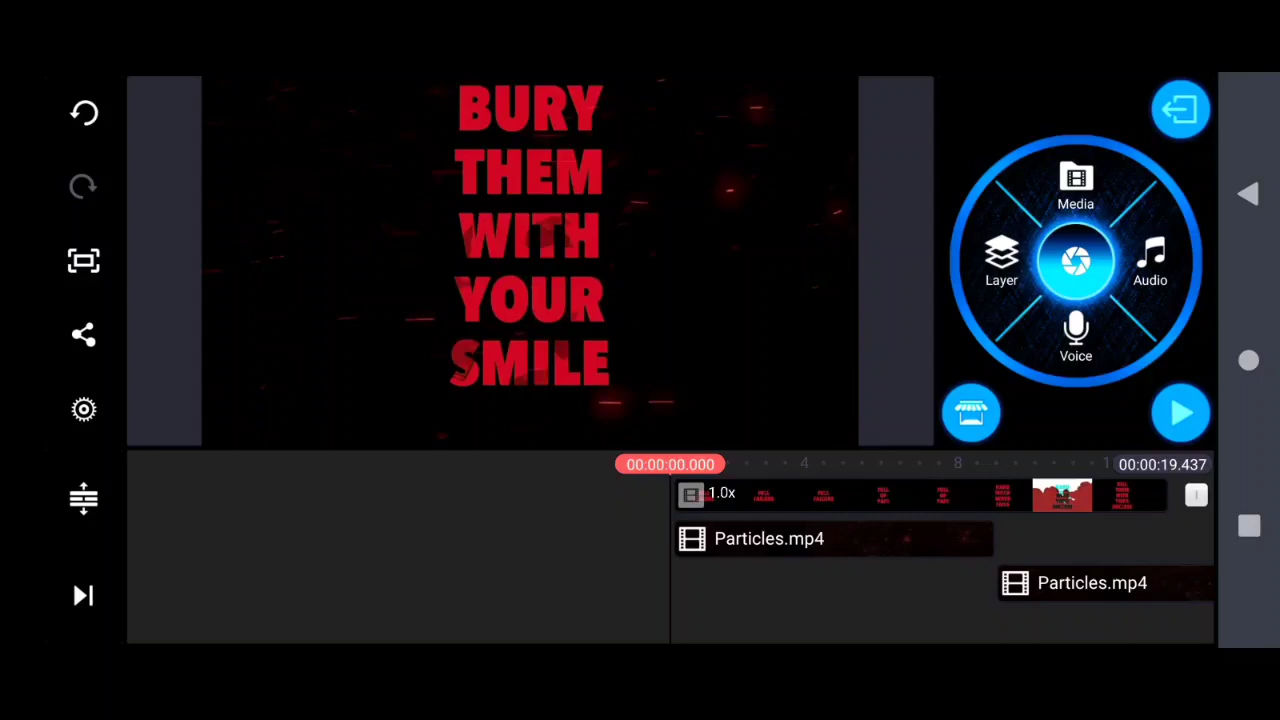 BURY
THEM
WITH
YOUR
SMILE
Media
Layer
Audio
Voice
00:00:00.000
4
8
1
00:00:19.437
1.0x
Particles.mp4
Particles.mp4